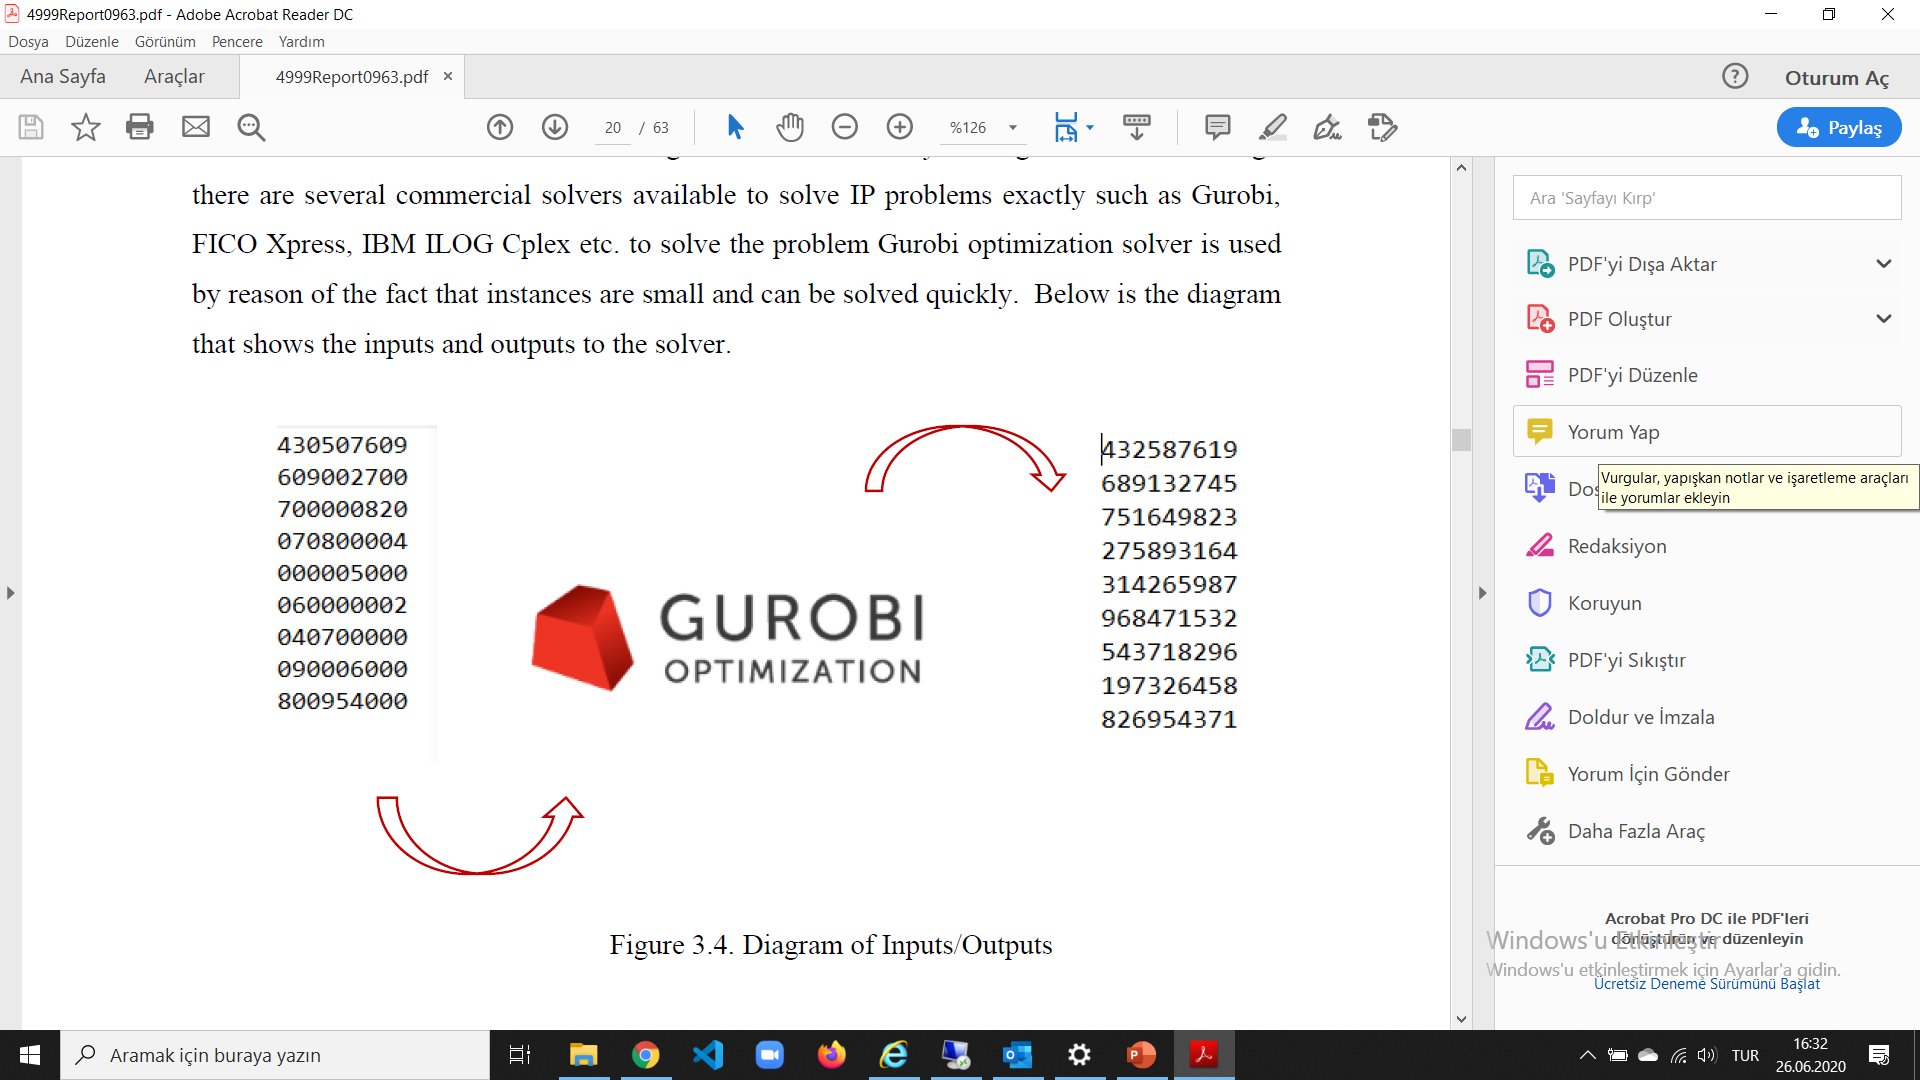 4999Report0963.pdf - Adobe Acrobat Reader DC
Dosya Düzenle Görünüm Pencere Yardım
Ana Sayfa Araçlar 4999Report0963.pdf ×
Oturum Aç
20 / 63 %126
Paylaş
there are several commercial solvers available to solve IP problems exactly such as Gurobi,
FICO Xpress, IBM ILOG Cplex etc. to solve the problem Gurobi optimization solver is used
by reason of the fact that instances are small and can be solved quickly. Below is the diagram
that shows the inputs and outputs to the solver.
430507609
609002700
700000820
070800004
000005000
060000002
040700000
090006000
800954000
GUROBI
OPTIMIZATION
432587619
689132745
751649823
275893164
314265987
968471532
543718296
197326458
826954371
Figure 3.4. Diagram of Inputs/Outputs
Ara 'Sayfayı Kırp'
PDF'yi Dışa Aktar
PDF Oluştur
PDF'yi Düzenle
Yorum Yap
Vurgular, yapışkan notlar ve işaretleme araçları
ile yorumlar ekleyin
Redaksiyon
Koruyun
PDF'yi Sıkıştır
Doldur ve İmzala
Yorum İçin Gönder
Daha Fazla Araç
Acrobat Pro DC ile PDF'leri
dönüştürün ve düzenleyin
Windows'u Etkinleştir
Windows'u etkinleştirmek için Ayarlar'a gidin.
Ücretsiz Deneme Sürümünü Başlat
Aramak için buraya yazın
TUR
16:32
26.06.2020